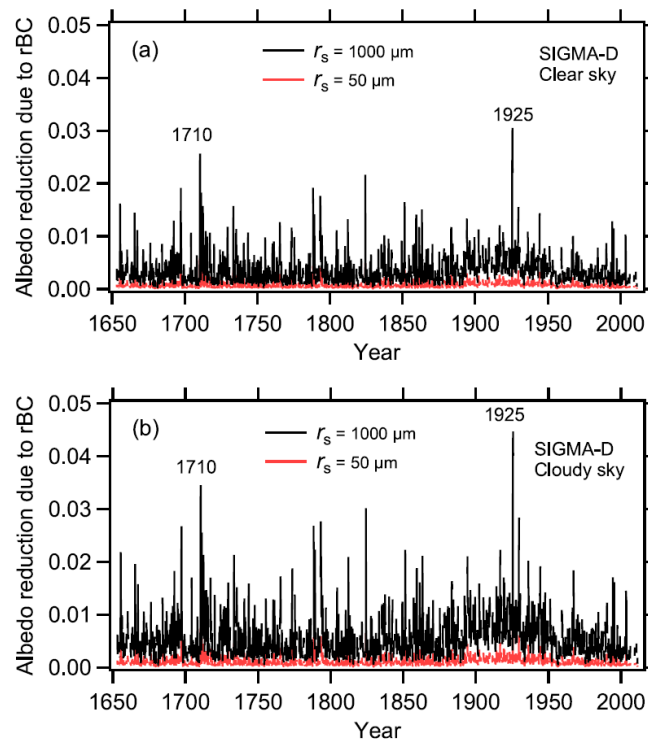 0.05
0.04
0.03
0.02
0.01
0.00
Albedo reduction due to rBC
(a)
rs = 1000 µm
rs = 50 µm
SIGMA-D
Clear sky
1710
1925
1650 1700 1750 1800 1850 1900 1950 2000
Year
0.05
0.04
0.03
0.02
0.01
0.00
Albedo reduction due to rBC
(b)
rs = 1000 µm
rs = 50 µm
SIGMA-D
Cloudy sky
1710
1925
1650 1700 1750 1800 1850 1900 1950 2000
Year